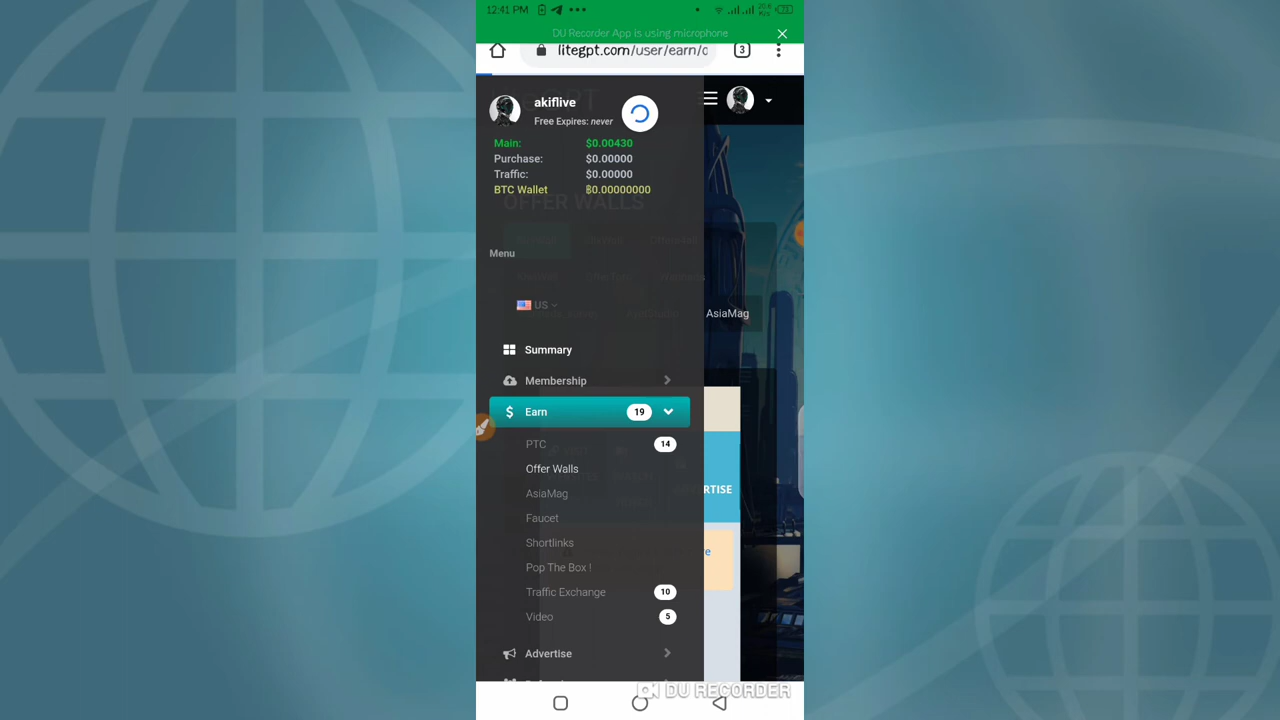 12:41 PM
DU Recorder App is using microphone
litegpt.com/user/earn/
3
akiflive
Free Expires: never
Main: $0.00430
Purchase: $0.00000
Traffic: $0.00000
BTC Wallet ฿0.00000000
OFFER WALLS
Menu
US
AsiaMag
Summary
Membership
Earn 19
PTC 14
Offer Walls
AsiaMag
RTISE
Faucet
Shortlinks
Pop The Box !
Traffic Exchange 10
Video 5
Advertise
DU RECORDER